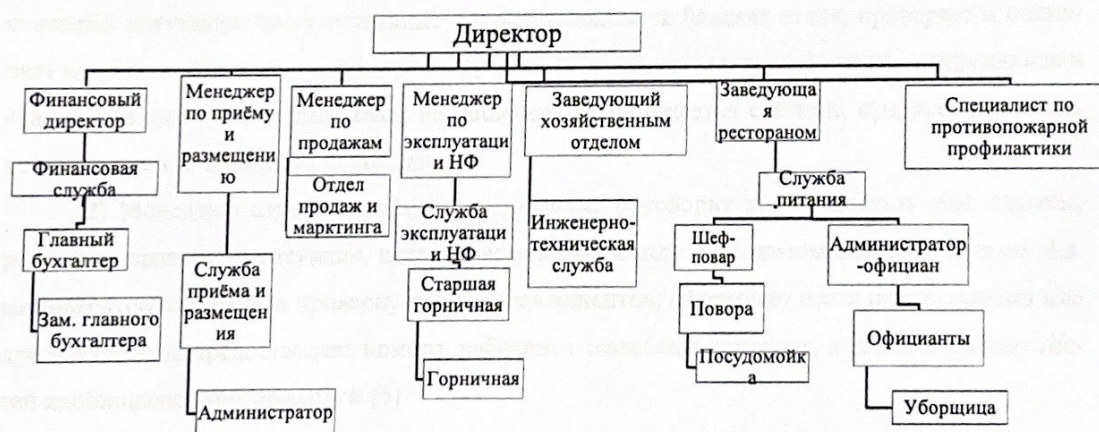 Директор
Финансовый
директор
Менеджер
по приёму
и
размещени
ю
Менеджер
по
продажам
Менеджер
по
эксплуатаци
и НФ
Заведующий
хозяйственным
отделом
Заведующа
я
рестораном
Специалист по
противопожарной
профилактики
Финансовая
служба
Отдел
продаж и
марктинга
Служба
питания
Главный
бухгалтер
Служба
приёма и
размещен
ия
Служба
эксплуатаци
и НФ
Инженерно-
техническая
служба
Шеф-
повар
Администратор
-официан
Зам. главного
бухгалтера
Старшая
горничная
Повора
Официанты
Горничная
Посудомойк
а
Администратор
Уборщица